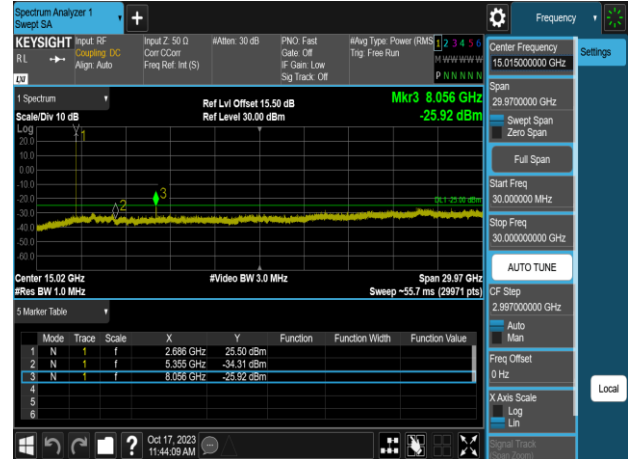 Spectrum Analyzer 1
Swept SA
+
Frequency
KEYSIGHT
RL
LXI
Input: RF
Coupling: DC
Align: Auto
Input Z: 50 Ω
Corr CCorr
Freq Ref: Int (S)
#Atten: 30 dB
PNO: Fast
Gate: Off
IF Gain: Low
Sig Track: Off
#Avg Type: Power (RMS
Trig: Free Run
1 2 3 4 5 6
M W W W W W
P N N N N N
Center Frequency
15.015000000 GHz
Settings
Span
29.9700000 GHz
Swept Span
Zero Span
Full Span
Start Freq
30.000000 MHz
Stop Freq
30.000000000 GHz
AUTO TUNE
CF Step
2.997000000 GHz
Auto
Man
Freq Offset
0 Hz
X Axis Scale
Log
Lin
Signal Track
(Span Zoom)
Local
1 Spectrum
Scale/Div 10 dB
Ref Lvl Offset 15.50 dB
Ref Level 30.00 dBm
Mkr3 8.056 GHz
-25.92 dBm
Log
20.0
10.0
0.00
-10.0
-20.0
-30.0
-40.0
-50.0
-60.0
1
2
3
DL1 -25.00 dBm
Center 15.02 GHz
#Res BW 1.0 MHz
#Video BW 3.0 MHz
Span 29.97 GHz
Sweep ~55.7 ms (29971 pts)
5 Marker Table
Mode Trace Scale X Y Function Function Width Function Value
1 N 1 f 2.686 GHz 25.50 dBm
2 N 1 f 5.355 GHz -34.31 dBm
3 N 1 f 8.056 GHz -25.92 dBm
4
5
6
?
Oct 17, 2023
11:44:09 AM